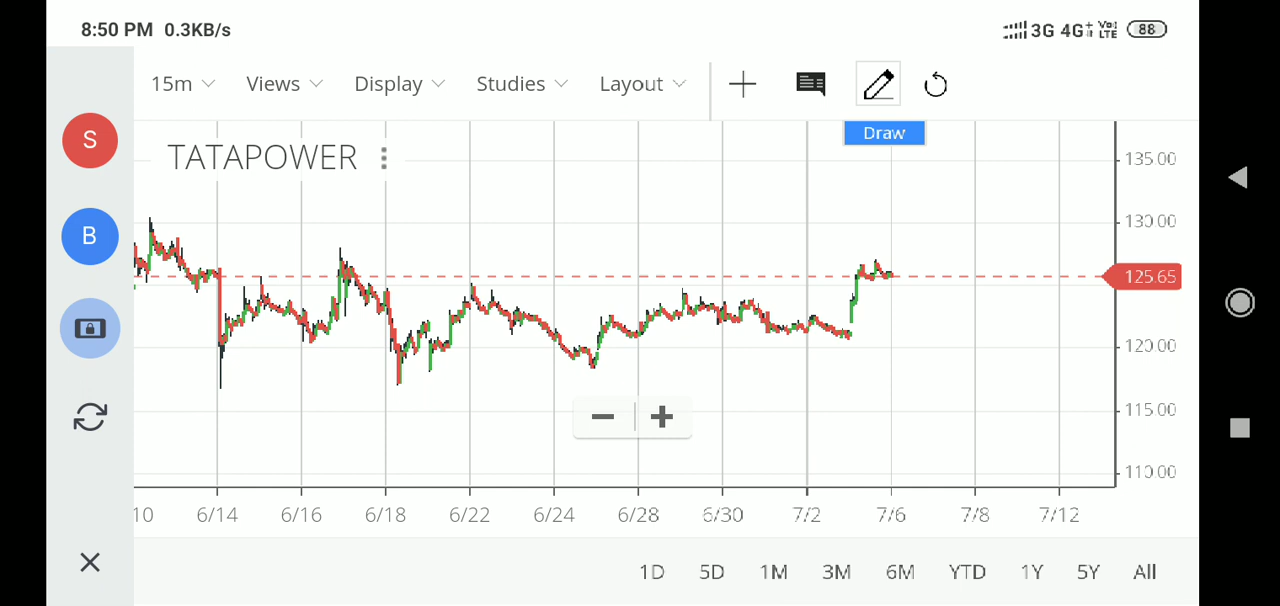 8:50 PM 0.3KB/s
3G 4G+ Vo) LTE 88
15m Views Display Studies Layout
Draw
S
TATAPOWER
B
135.00
130.00
125.65
120.00
115.00
110.00
10 6/14 6/16 6/18 6/22 6/24 6/28 6/30 7/2 7/6 7/8 7/12
1D 5D 1M 3M 6M YTD 1Y 5Y All